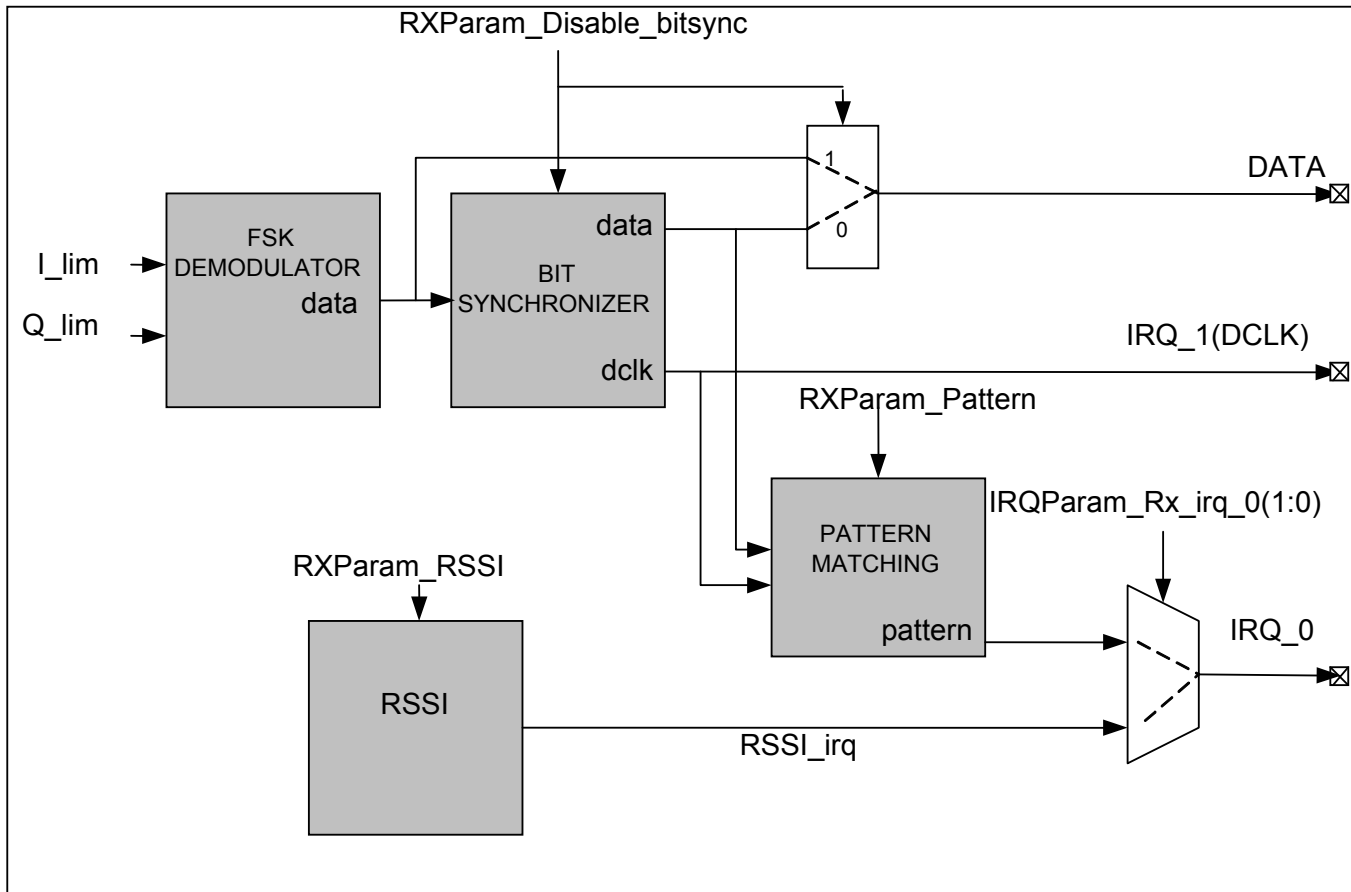 RXParam_Disable_bitsync
1
DATA
FSK
DEMODULATOR
data
I_lim
Q_lim
data
BIT
SYNCHRONIZER
dclk
0
IRQ_1(DCLK)
RXParam_Pattern
IRQParam_Rx_irq_0(1:0)
PATTERN
MATCHING
pattern
RXParam_RSSI
RSSI
RSSI_irq
IRQ_0